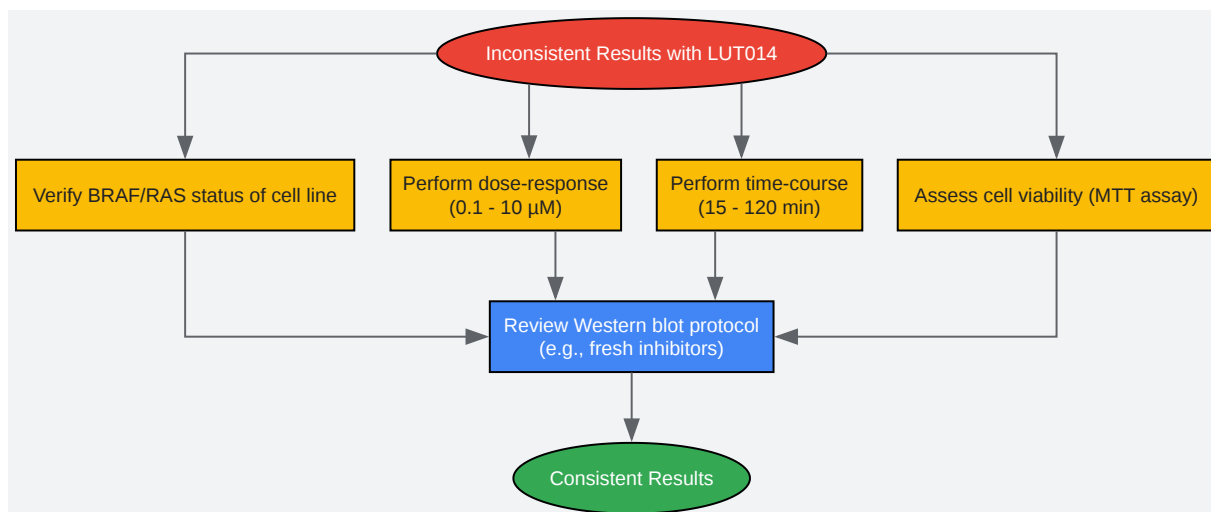 Inconsistent Results with LUT014
Verify BRAF/RAS status of cell line
Perform dose-response
(0.1 - 10 µM)
Perform time-course
(15 - 120 min)
Assess cell viability (MTT assay)
Review Western blot protocol
(e.g., fresh inhibitors)
Consistent Results